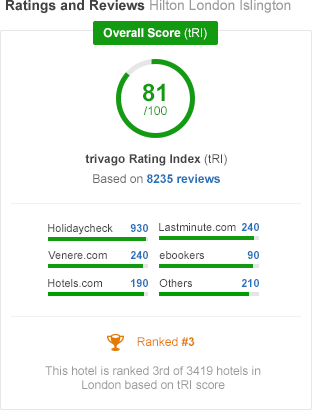 Ratings and Reviews Hilton London Islington
Overall Score (tRI)
81
/100
trivago Rating Index (tRI)
Based on 8235 reviews
Holidaycheck 930
Lastminute.com 240
Venere.com 240
ebookers 90
Hotels.com 190
Others 210
Ranked #3
This hotel is ranked 3rd of 3419 hotels in
London based on tRI score